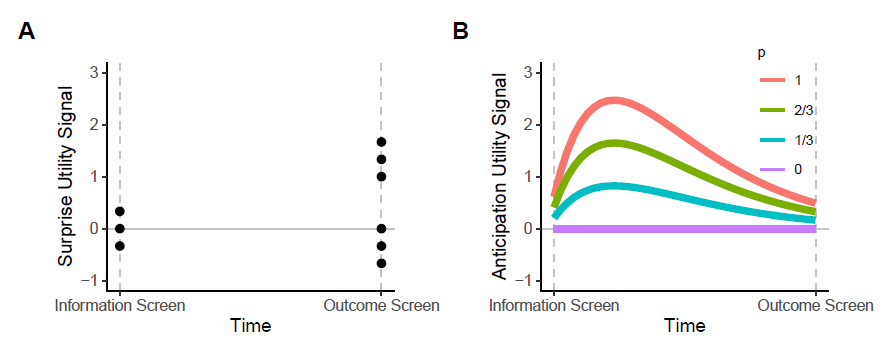 A
Surprise Utility Signal
3
2
1
0
−1
Information Screen
Outcome Screen
Time
B
Anticipation Utility Signal
3
2
1
0
−1
Information Screen
Outcome Screen
Time
p
1
2/3
1/3
0